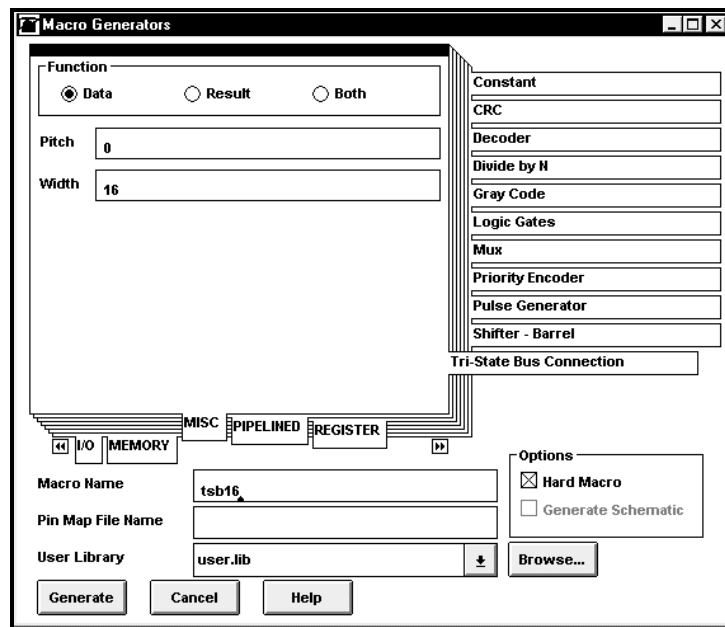 Macro Generators
Function
Data Result Both
Pitch 0
Width 16
Constant
CRC
Decoder
Divide by N
Gray Code
Logic Gates
Mux
Priority Encoder
Pulse Generator
Shifter - Barrel
Tri-State Bus Connection
I/O MEMORY MISC PIPELINED REGISTER
Macro Name tsb16
Pin Map File Name
User Library user.lib
Options
Hard Macro
Generate Schematic
Browse...
Generate Cancel Help